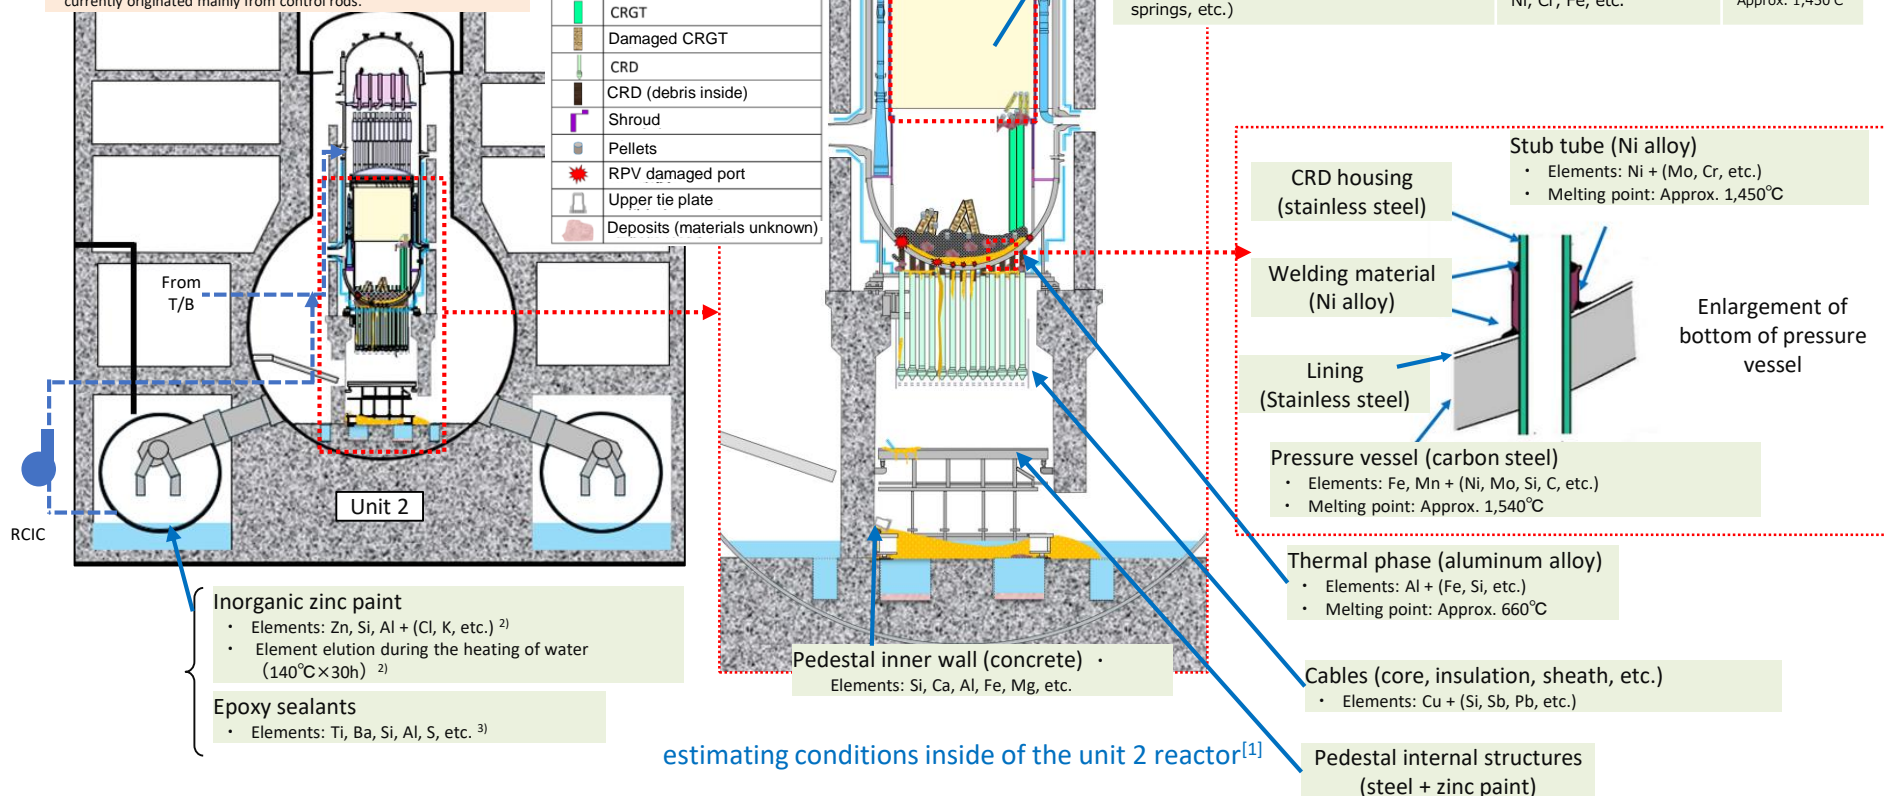 currently originated mainly from control rods.
CRGT
Damaged CRGT
CRD
CRD (debris inside)
Shroud
Pellets
RPV damaged port
Upper tie plate
Deposits (materials unknown)
springs, etc.)
Ni, Cr, Fe, etc.
Approx. 1,450℃
Stub tube (Ni alloy)
・ Elements: Ni + (Mo, Cr, etc.)
・ Melting point: Approx. 1,450℃
CRD housing
(stainless steel)
Welding material
(Ni alloy)
Lining
(Stainless steel)
Enlargement of
bottom of pressure
vessel
Pressure vessel (carbon steel)
・ Elements: Fe, Mn + (Ni, Mo, Si, C, etc.)
・ Melting point: Approx. 1,540℃
From
T/B
RCIC
Unit 2
Inorganic zinc paint
・ Elements: Zn, Si, Al + (Cl, K, etc.) 2)
・ Element elution during the heating of water
(140℃×30h) 2)
Epoxy sealants
・ Elements: Ti, Ba, Si, Al, S, etc. 3)
Pedestal inner wall (concrete) ・
Elements: Si, Ca, Al, Fe, Mg, etc.
Thermal phase (aluminum alloy)
・ Elements: Al + (Fe, Si, etc.)
・ Melting point: Approx. 660℃
Cables (core, insulation, sheath, etc.)
・ Elements: Cu + (Si, Sb, Pb, etc.)
Pedestal internal structures
(steel + zinc paint)
estimating conditions inside of the unit 2 reactor[1]